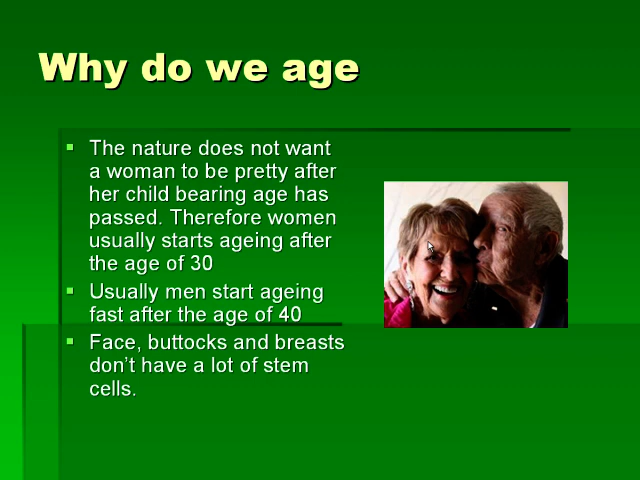 Why do we age
The nature does not want
a woman to be pretty after
her child bearing age has
passed. Therefore women
usually starts ageing after
the age of 30
Usually men start ageing
fast after the age of 40
Face, buttocks and breasts
don't have a lot of stem
cells.